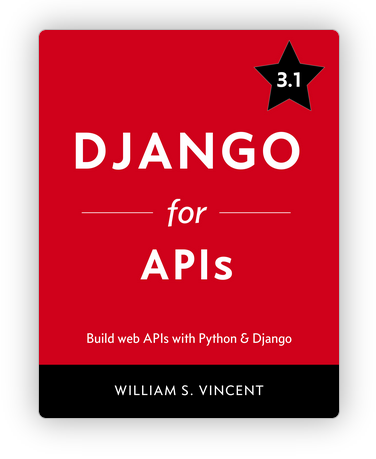 3.1
DJANGO
for
APIs
Build web APIs with Python & Django
WILLIAM S. VINCENT